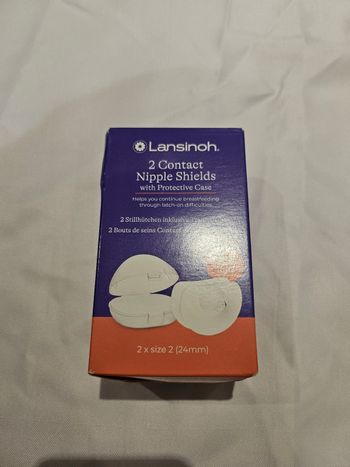 Lansinoh®
2 Contact
Nipple Shields
with Protective Case
Helps you continue breastfeeding
through latch-on difficulties
2 Stillhütchen inklusive
2 Bouts de seins Contact
2 x size 2 (24mm)